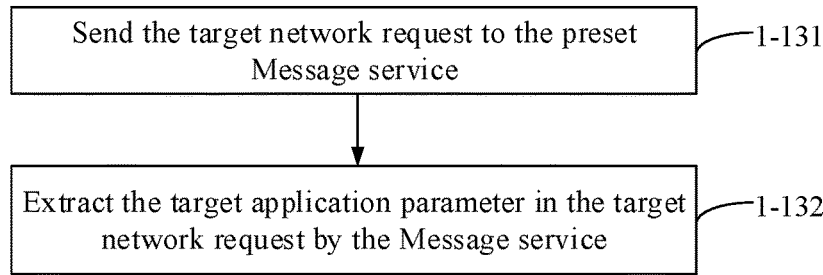 Send the target network request to the preset
Message service
1-131
Extract the target application parameter in the target
network request by the Message service
1-132